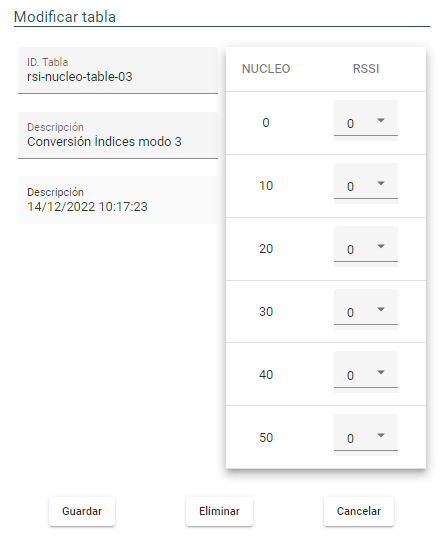 Modificar tabla
ID. Tabla
rsi-nucleo-table-03
Descripción
Conversión Índices modo 3
Descripción
14/12/2022 10:17:23
NUCLEO RSSI
0 0
10 0
20 0
30 0
40 0
50 0
Guardar Eliminar Cancelar